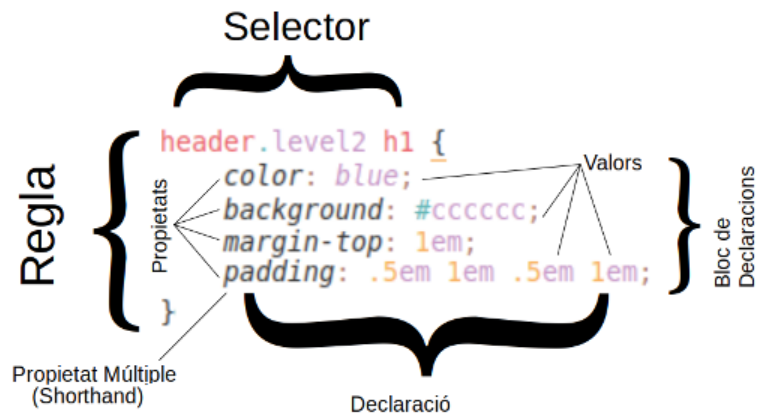 Selector
Regla
header.level2 h1 {
Propietats
color: blue;
background: #cccccc;
margin-top: 1em;
padding: .5em 1em .5em 1em;
}
Valors
Bloc de
Declaracions
Propietat Múltiple
(Shorthand)
Declaració